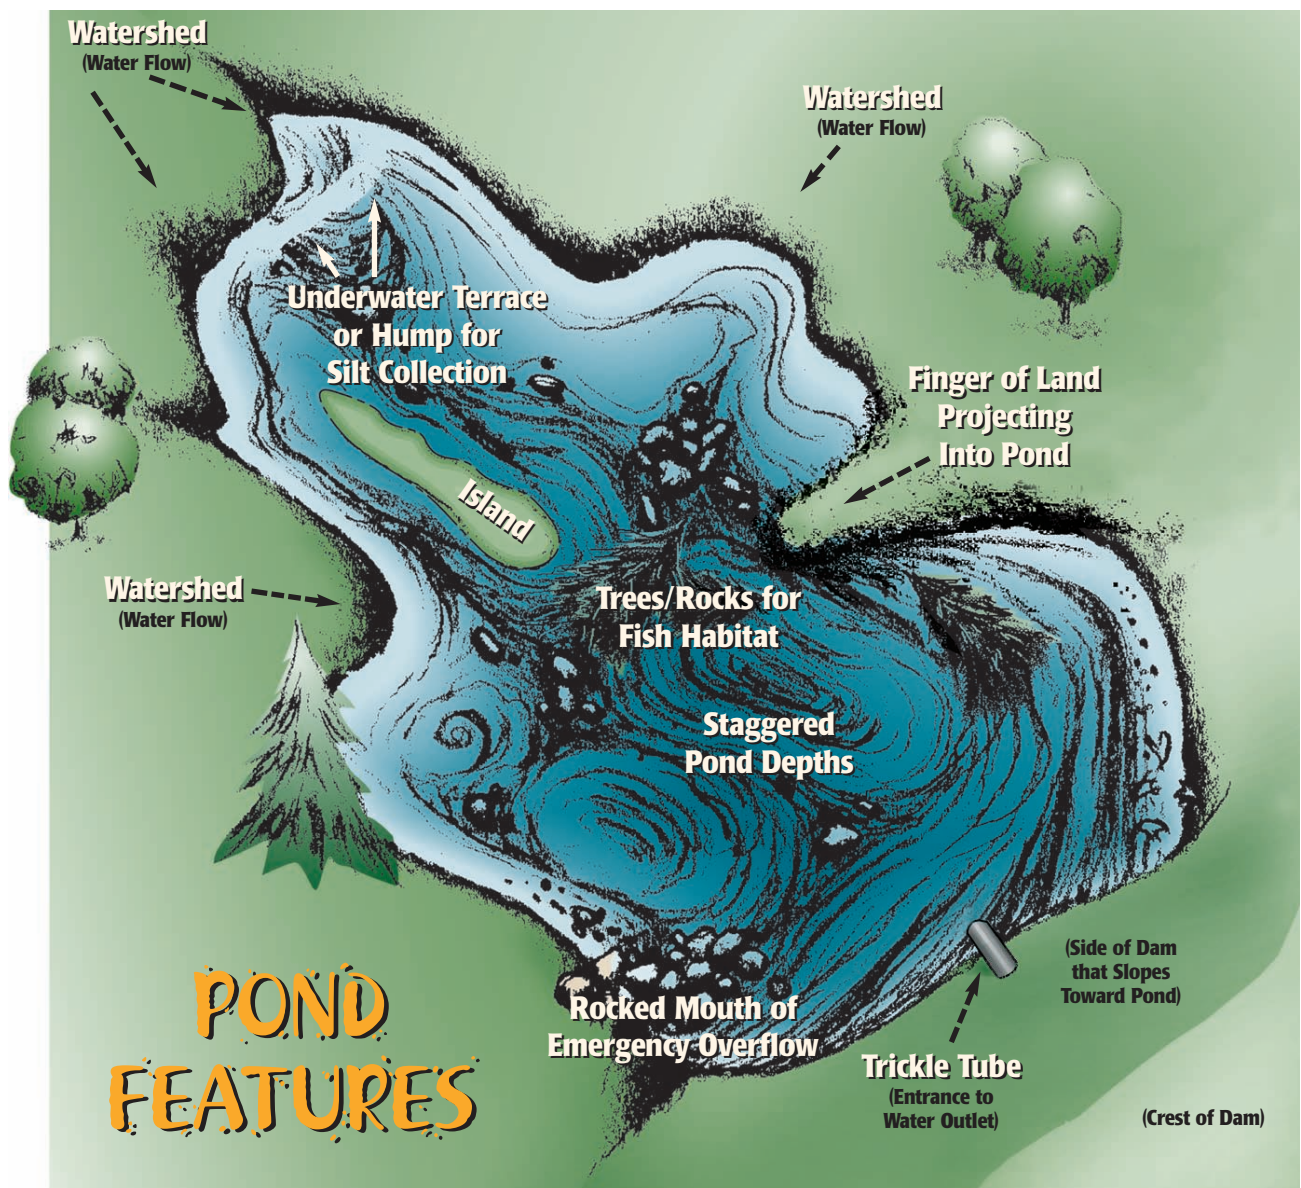 Watershed
(Water Flow)
Watershed
(Water Flow)
Underwater Terrace
or Hump for
Silt Collection
Finger of Land
Projecting
Into Pond
Island
Watershed
(Water Flow)
Trees/Rocks for
Fish Habitat
Staggered
Pond Depths
(Side of Dam
that Slopes
Toward Pond)
Rocked Mouth of
Emergency Overflow
Trickle Tube
(Entrance to
Water Outlet)
(Crest of Dam)
POND
FEATURES